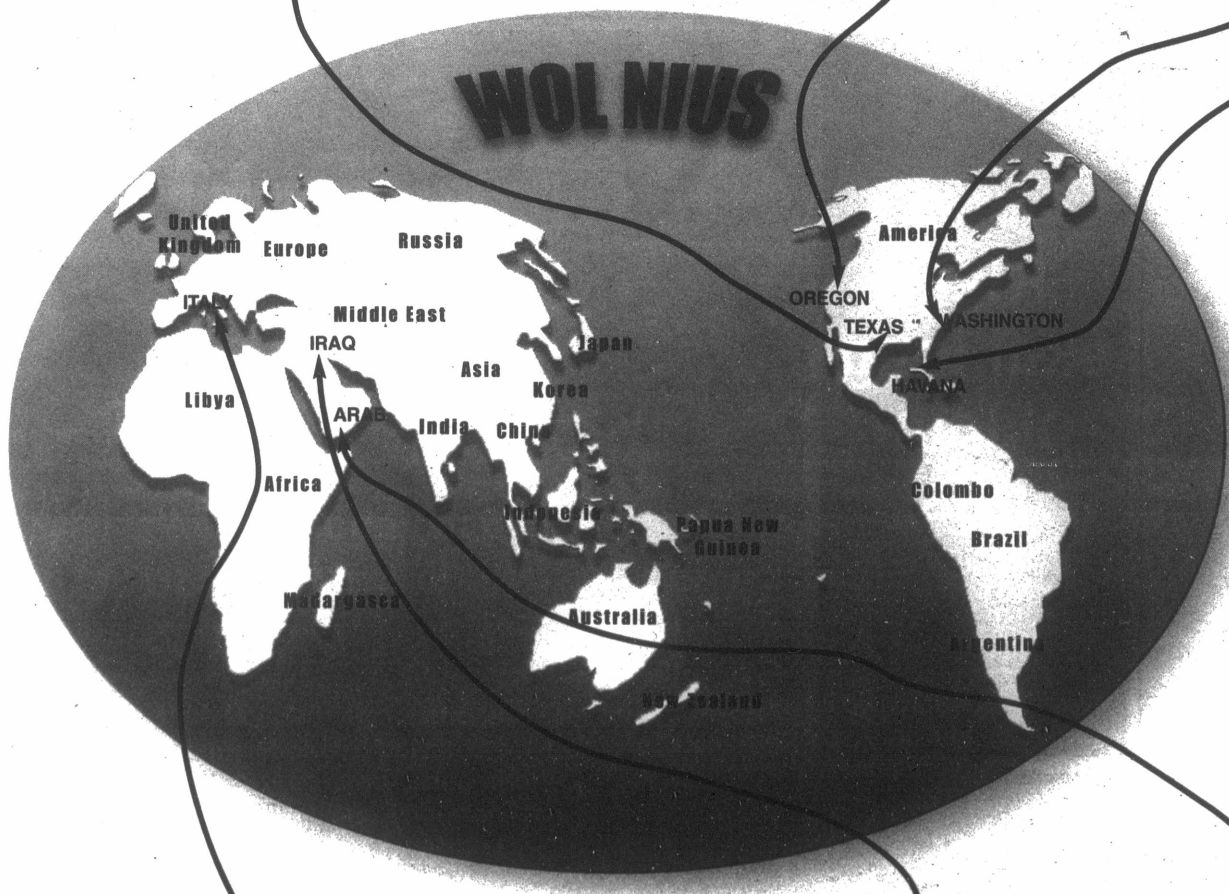 WOL NIUS
United
Kingdom
Europe
Russia
America
ITALY
Middle East
OREGON
TEXAS
WASHINGTON
IRAQ
Japan
Asia
Korea
HAVANA
Libya
ARAB
India
China
Africa
Colombo
Indonesia
Papua New
Guinea
Brazil
Madargasca
Australia
Argentina
New Zealand